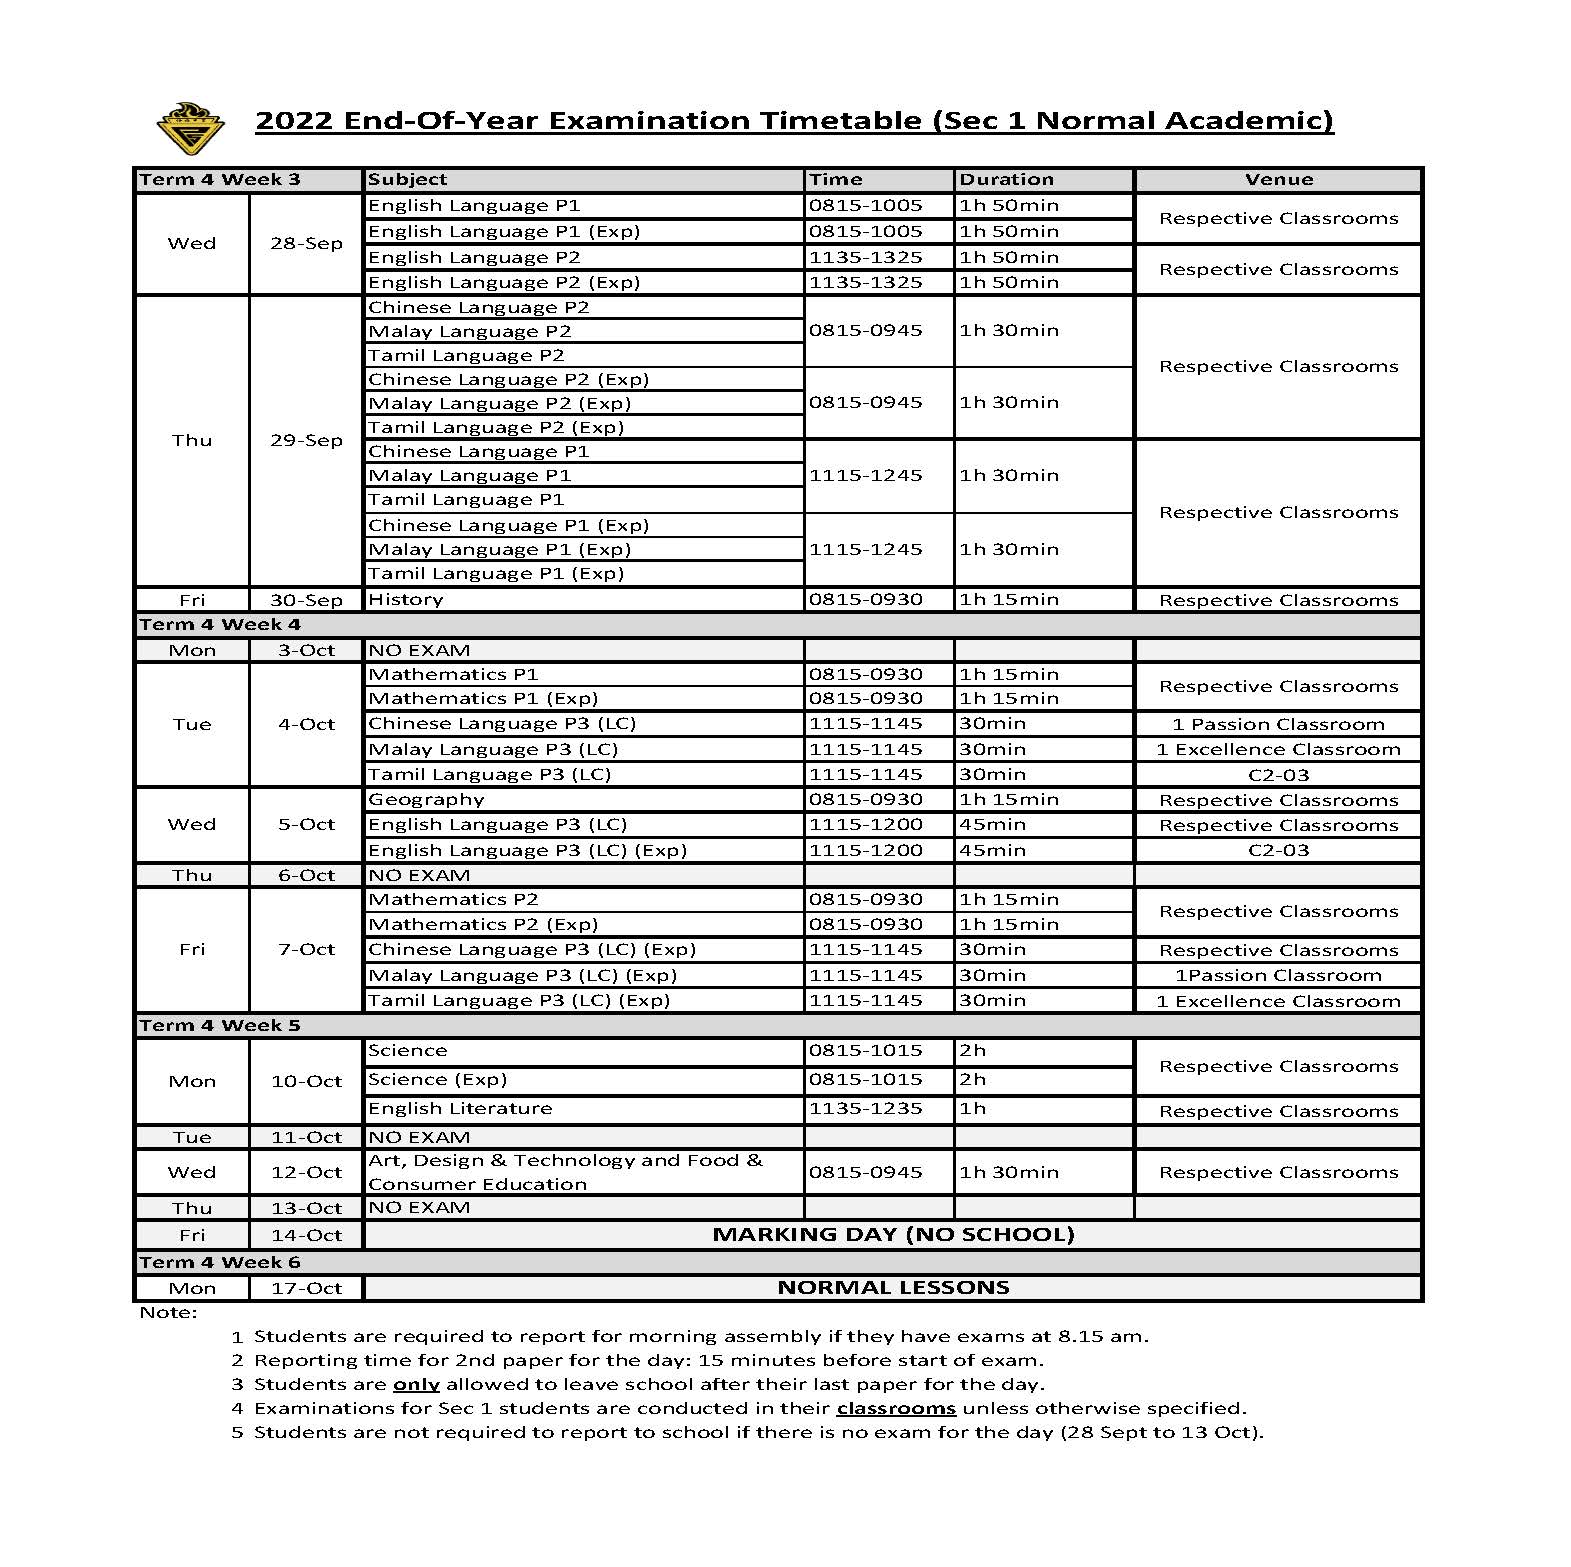 2022 End-Of-Year Examination Timetable (Sec 1 Normal Academic)
Term 4 Week 3 Subject Time Duration Venue
Wed 28-Sep English Language P1 0815-1005 1h 50min Respective Classrooms
English Language P1 (Exp) 0815-1005 1h 50min
English Language P2 1135-1325 1h 50min Respective Classrooms
English Language P2 (Exp) 1135-1325 1h 50min
Thu 29-Sep Chinese Language P2 0815-0945 1h 30min Respective Classrooms
Malay Language P2
Tamil Language P2
Chinese Language P2 (Exp) 0815-0945 1h 30min
Malay Language P2 (Exp)
Tamil Language P2 (Exp)
Chinese Language P1 1115-1245 1h 30min Respective Classrooms
Malay Language P1
Tamil Language P1
Chinese Language P1 (Exp) 1115-1245 1h 30min
Malay Language P1 (Exp)
Tamil Language P1 (Exp)
Fri 30-Sep History 0815-0930 1h 15min Respective Classrooms
Term 4 Week 4
Mon 3-Oct NO EXAM
Tue 4-Oct Mathematics P1 0815-0930 1h 15min Respective Classrooms
Mathematics P1 (Exp) 0815-0930 1h 15min
Chinese Language P3 (LC) 1115-1145 30min 1 Passion Classroom
Malay Language P3 (LC) 1115-1145 30min 1 Excellence Classroom
Tamil Language P3 (LC) 1115-1145 30min C2-03
Wed 5-Oct Geography 0815-0930 1h 15min Respective Classrooms
English Language P3 (LC) 1115-1200 45min Respective Classrooms
English Language P3 (LC) (Exp) 1115-1200 45min C2-03
Thu 6-Oct NO EXAM
Fri 7-Oct Mathematics P2 0815-0930 1h 15min Respective Classrooms
Mathematics P2 (Exp) 0815-0930 1h 15min
Chinese Language P3 (LC) (Exp) 1115-1145 30min Respective Classrooms
Malay Language P3 (LC) (Exp) 1115-1145 30min 1Passion Classroom
Tamil Language P3 (LC) (Exp) 1115-1145 30min 1 Excellence Classroom
Term 4 Week 5
Mon 10-Oct Science 0815-1015 2h Respective Classrooms
Science (Exp) 0815-1015 2h
English Literature 1135-1235 1h Respective Classrooms
Tue 11-Oct NO EXAM
Wed 12-Oct Art, Design & Technology and Food & 0815-0945 1h 30min Respective Classrooms
Consumer Education
Thu 13-Oct NO EXAM
Fri 14-Oct MARKING DAY (NO SCHOOL)
Term 4 Week 6
Mon 17-Oct NORMAL LESSONS
Note:
1 Students are required to report for morning assembly if they have exams at 8.15 am.
2 Reporting time for 2nd paper for the day: 15 minutes before start of exam.
3 Students are only allowed to leave school after their last paper for the day.
4 Examinations for Sec 1 students are conducted in their classrooms unless otherwise specified.
5 Students are not required to report to school if there is no exam for the day (28 Sept to 13 Oct).